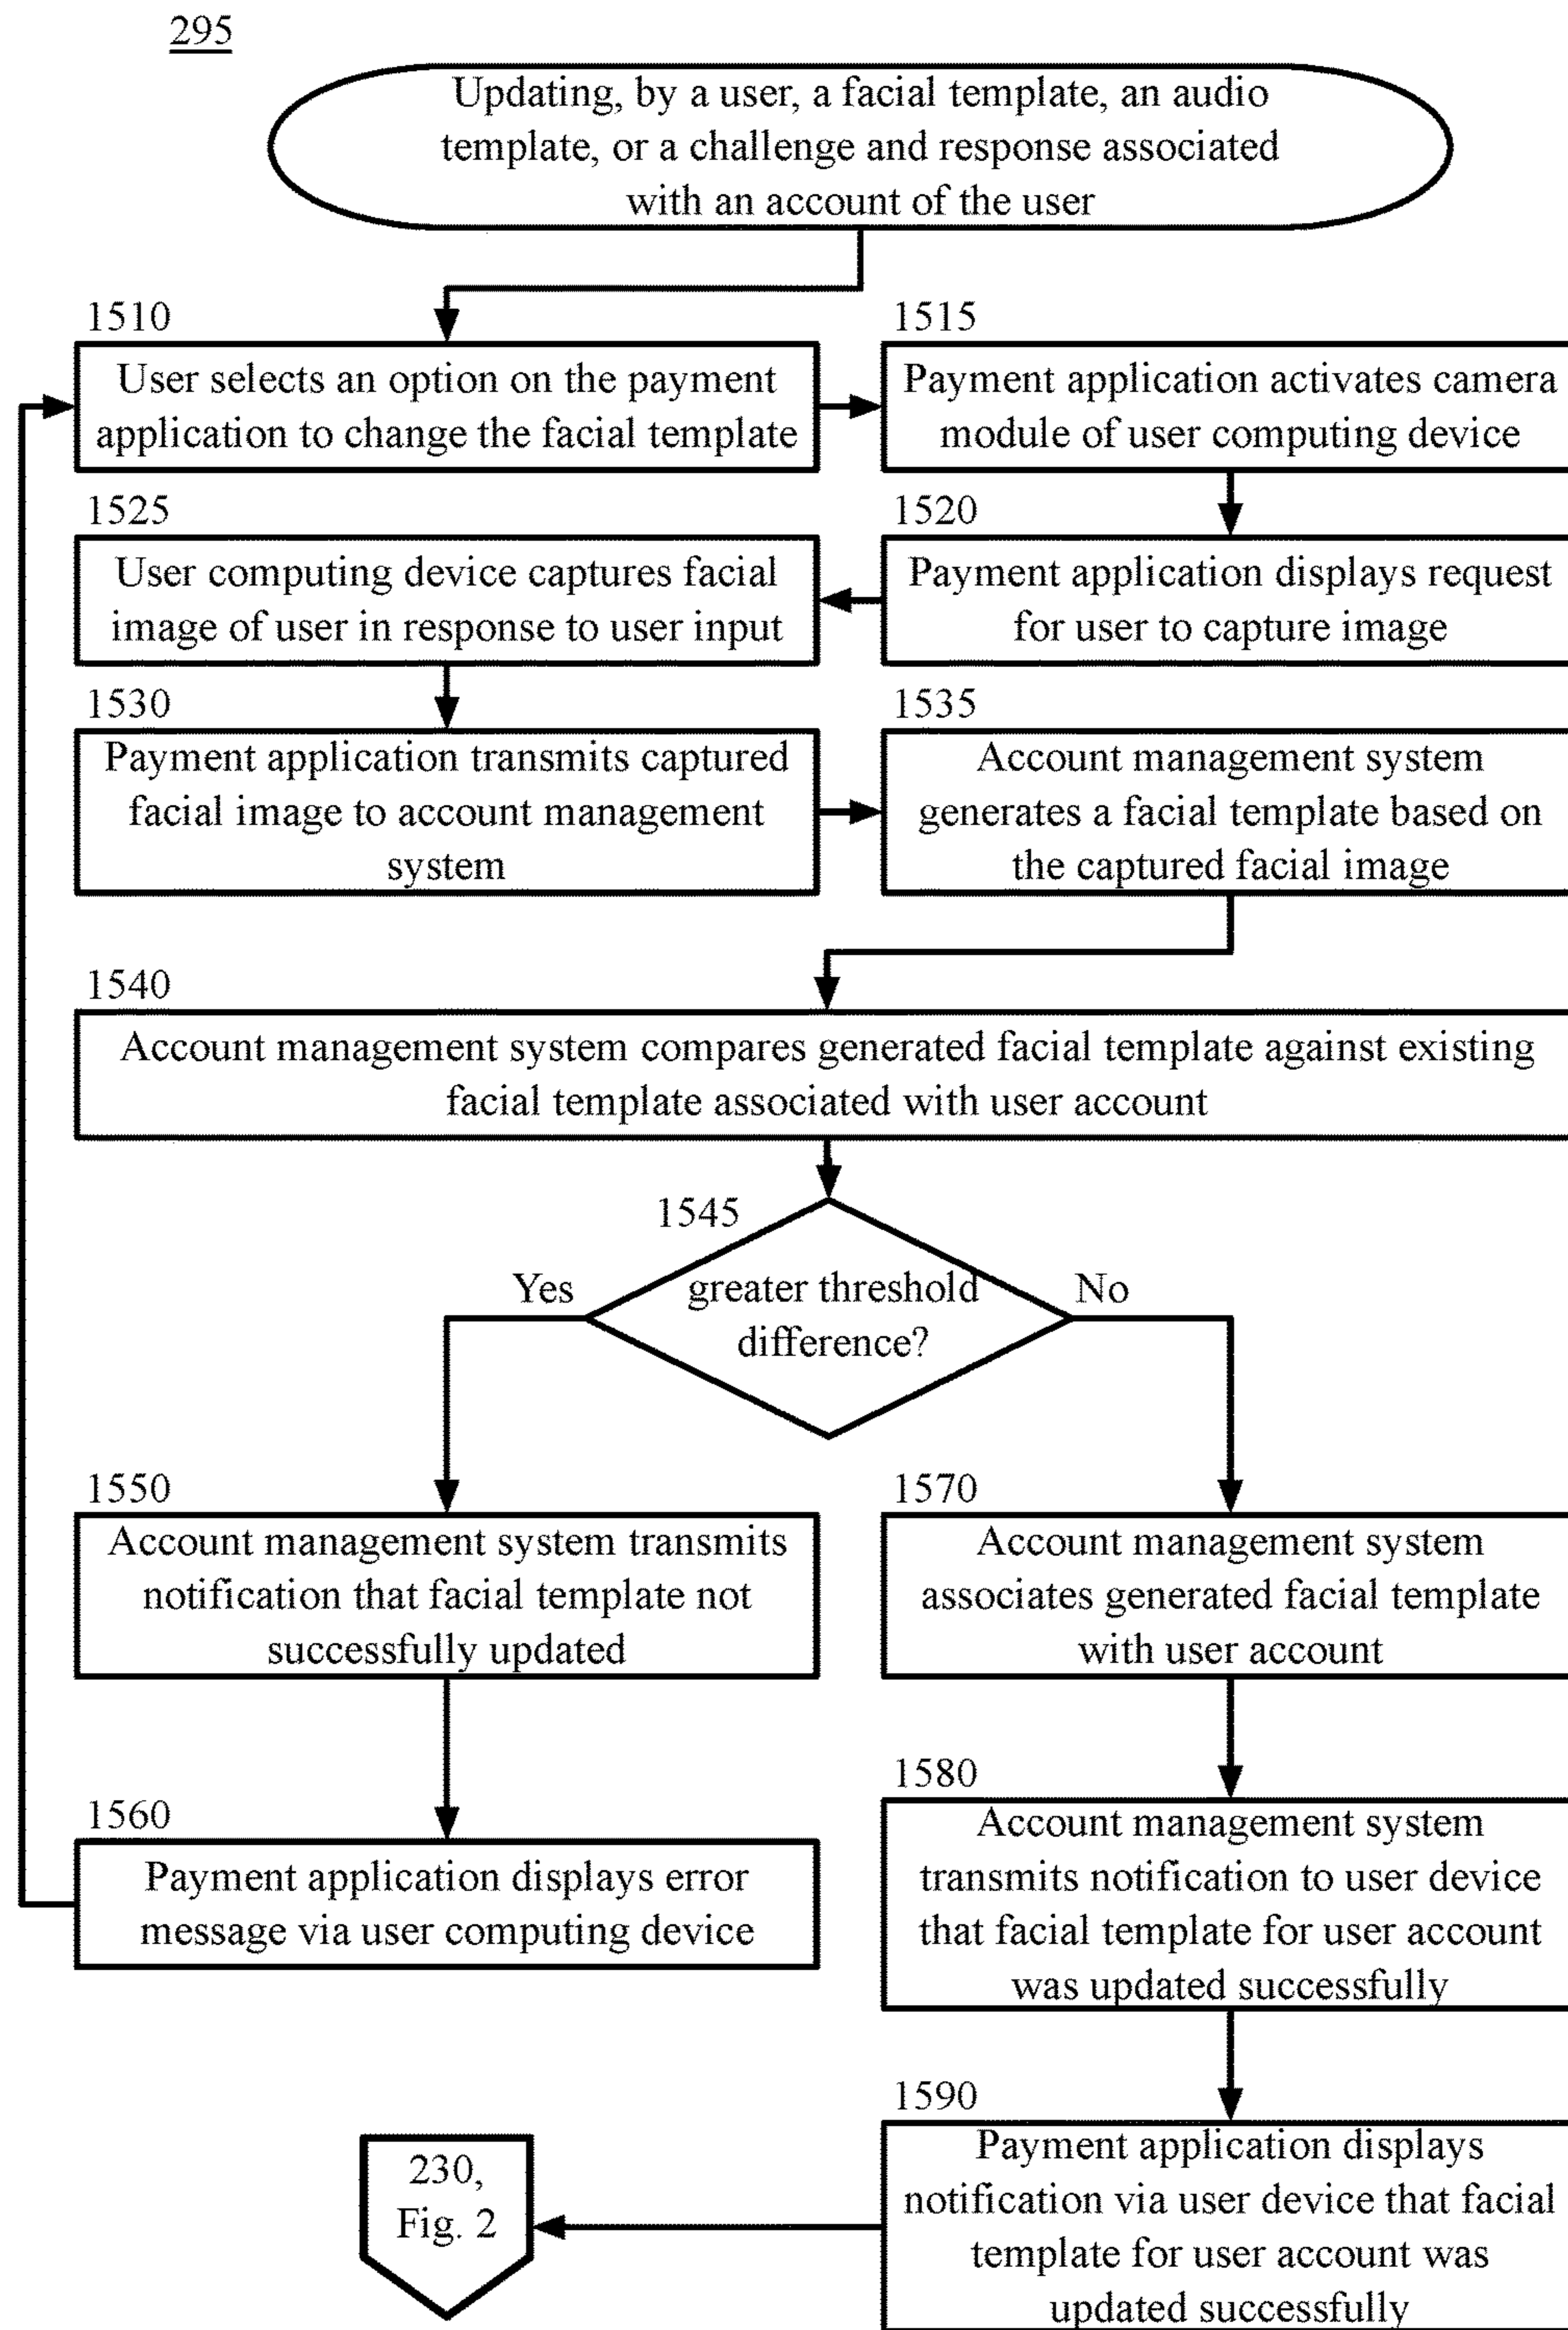 295
Updating, by a user, a facial template, an audio
template, or a challenge and response associated
with an account of the user
1510
User selects an option on the payment
application to change the facial template
1515
Payment application activates camera
module of user computing device
1525
User computing device captures facial
image of user in response to user input
1520
Payment application displays request
for user to capture image
1530
Payment application transmits captured
facial image to account management
system
1535
Account management system
generates a facial template based on
the captured facial image
1540
Account management system compares generated facial template against existing
facial template associated with user account
1545
greater threshold
difference?
Yes
No
1550
Account management system transmits
notification that facial template not
successfully updated
1570
Account management system
associates generated facial template
with user account
1560
Payment application displays error
message via user computing device
1580
Account management system
transmits notification to user device
that facial template for user account
was updated successfully
1590
Payment application displays
notification via user device that facial
template for user account was
updated successfully
230,
Fig. 2